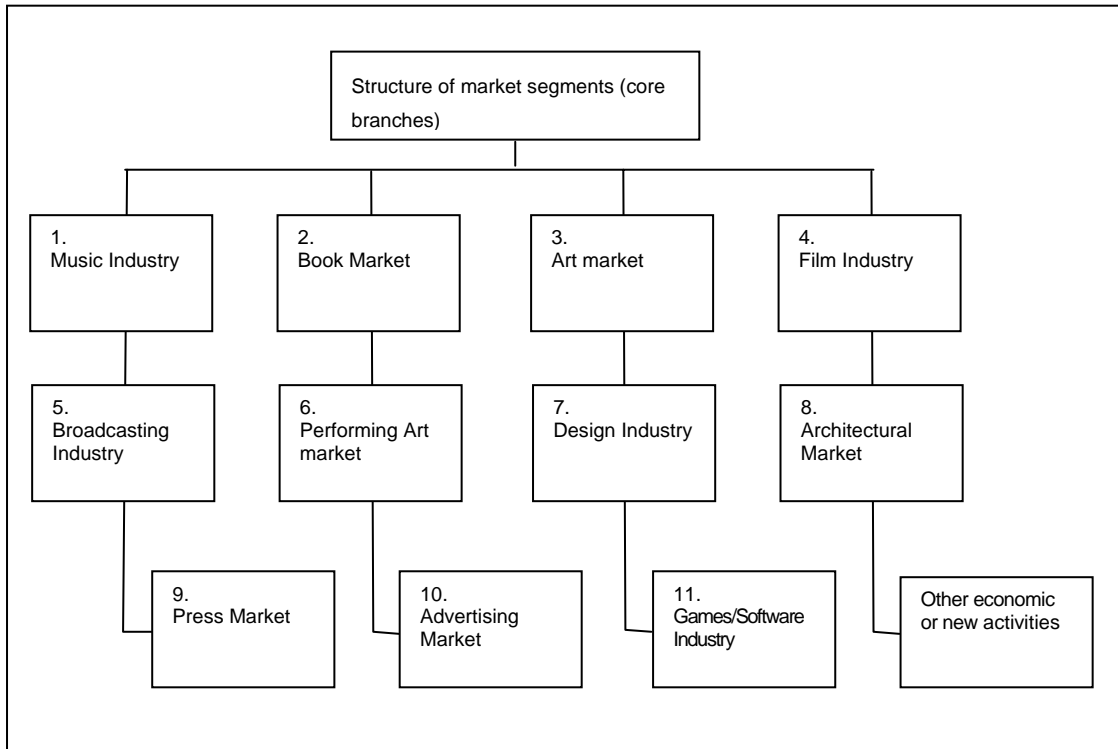 Structure of market segments (core
branches)
1.
Music Industry
2.
Book Market
3.
Art market
4.
Film Industry
5.
Broadcasting
Industry
6.
Performing Art
market
7.
Design Industry
8.
Architectural
Market
9.
Press Market
10.
Advertising
Market
11.
Games/Software
Industry
Other economic
or new activities